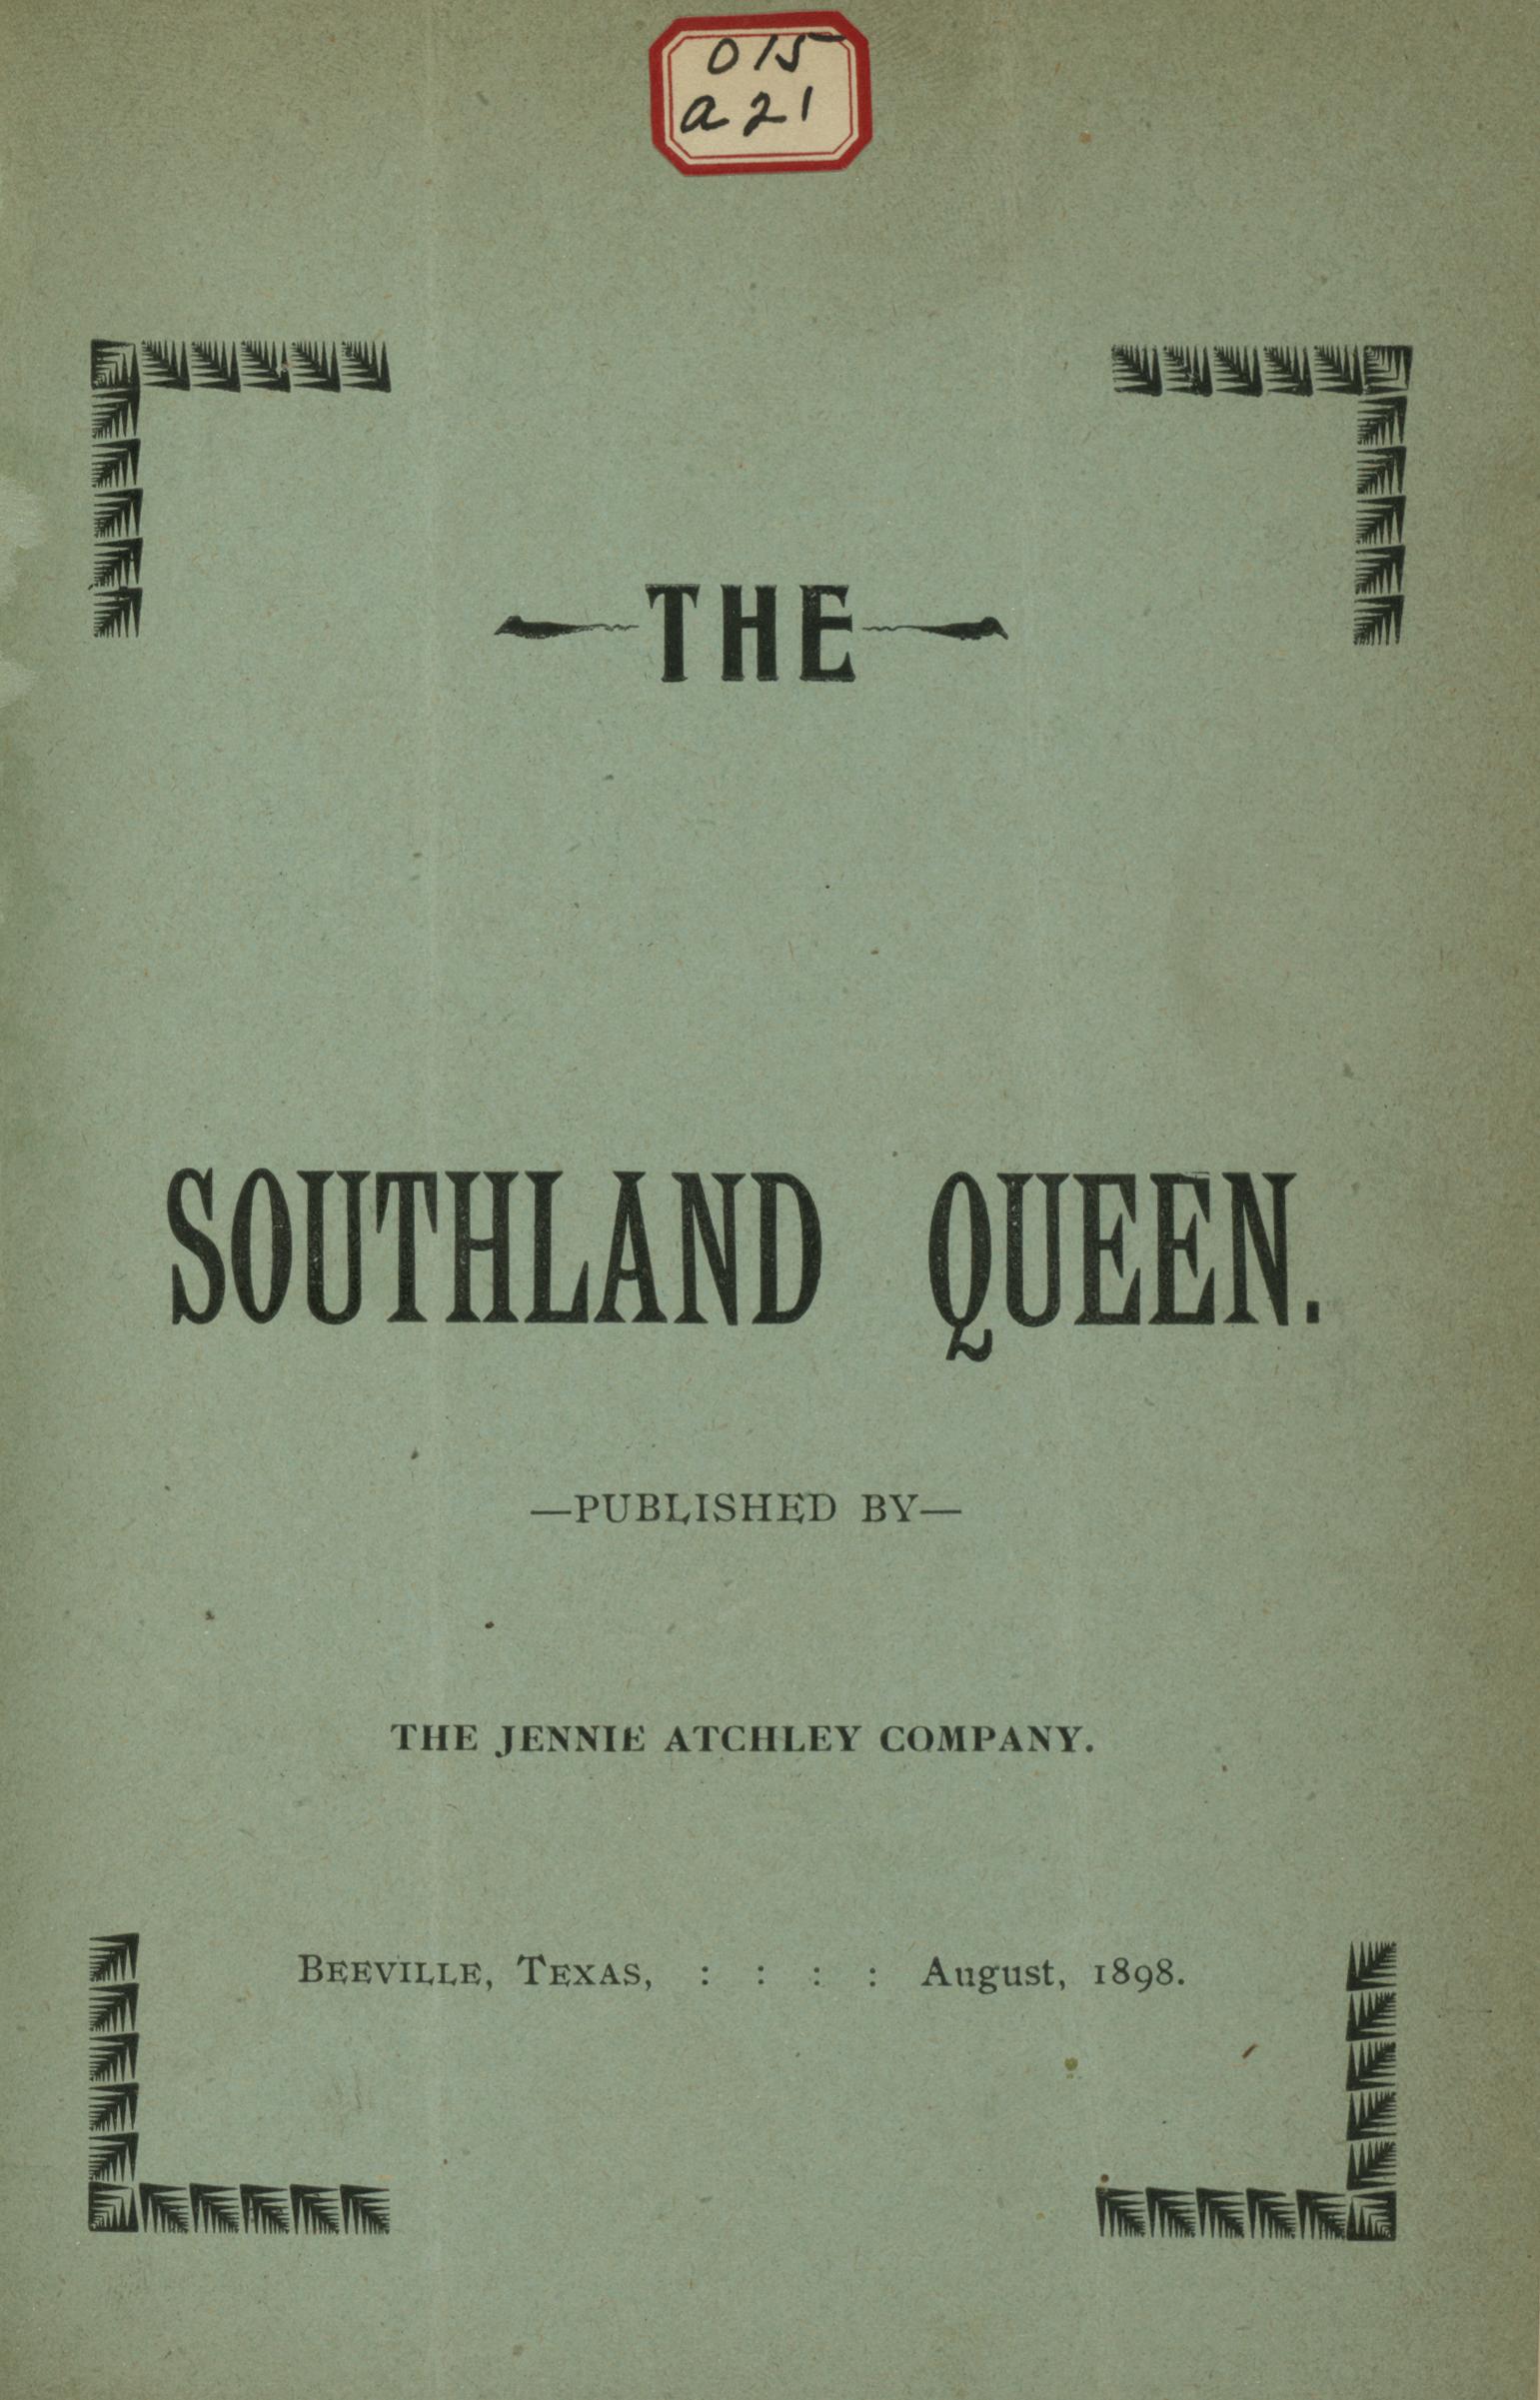 015
a21
THE
SOUTHLAND QUEEN.
—PUBLISHED BY—
THE JENNIE ATCHLEY COMPANY.
BEEVILLE, TEXAS, : : : : August, 1898.